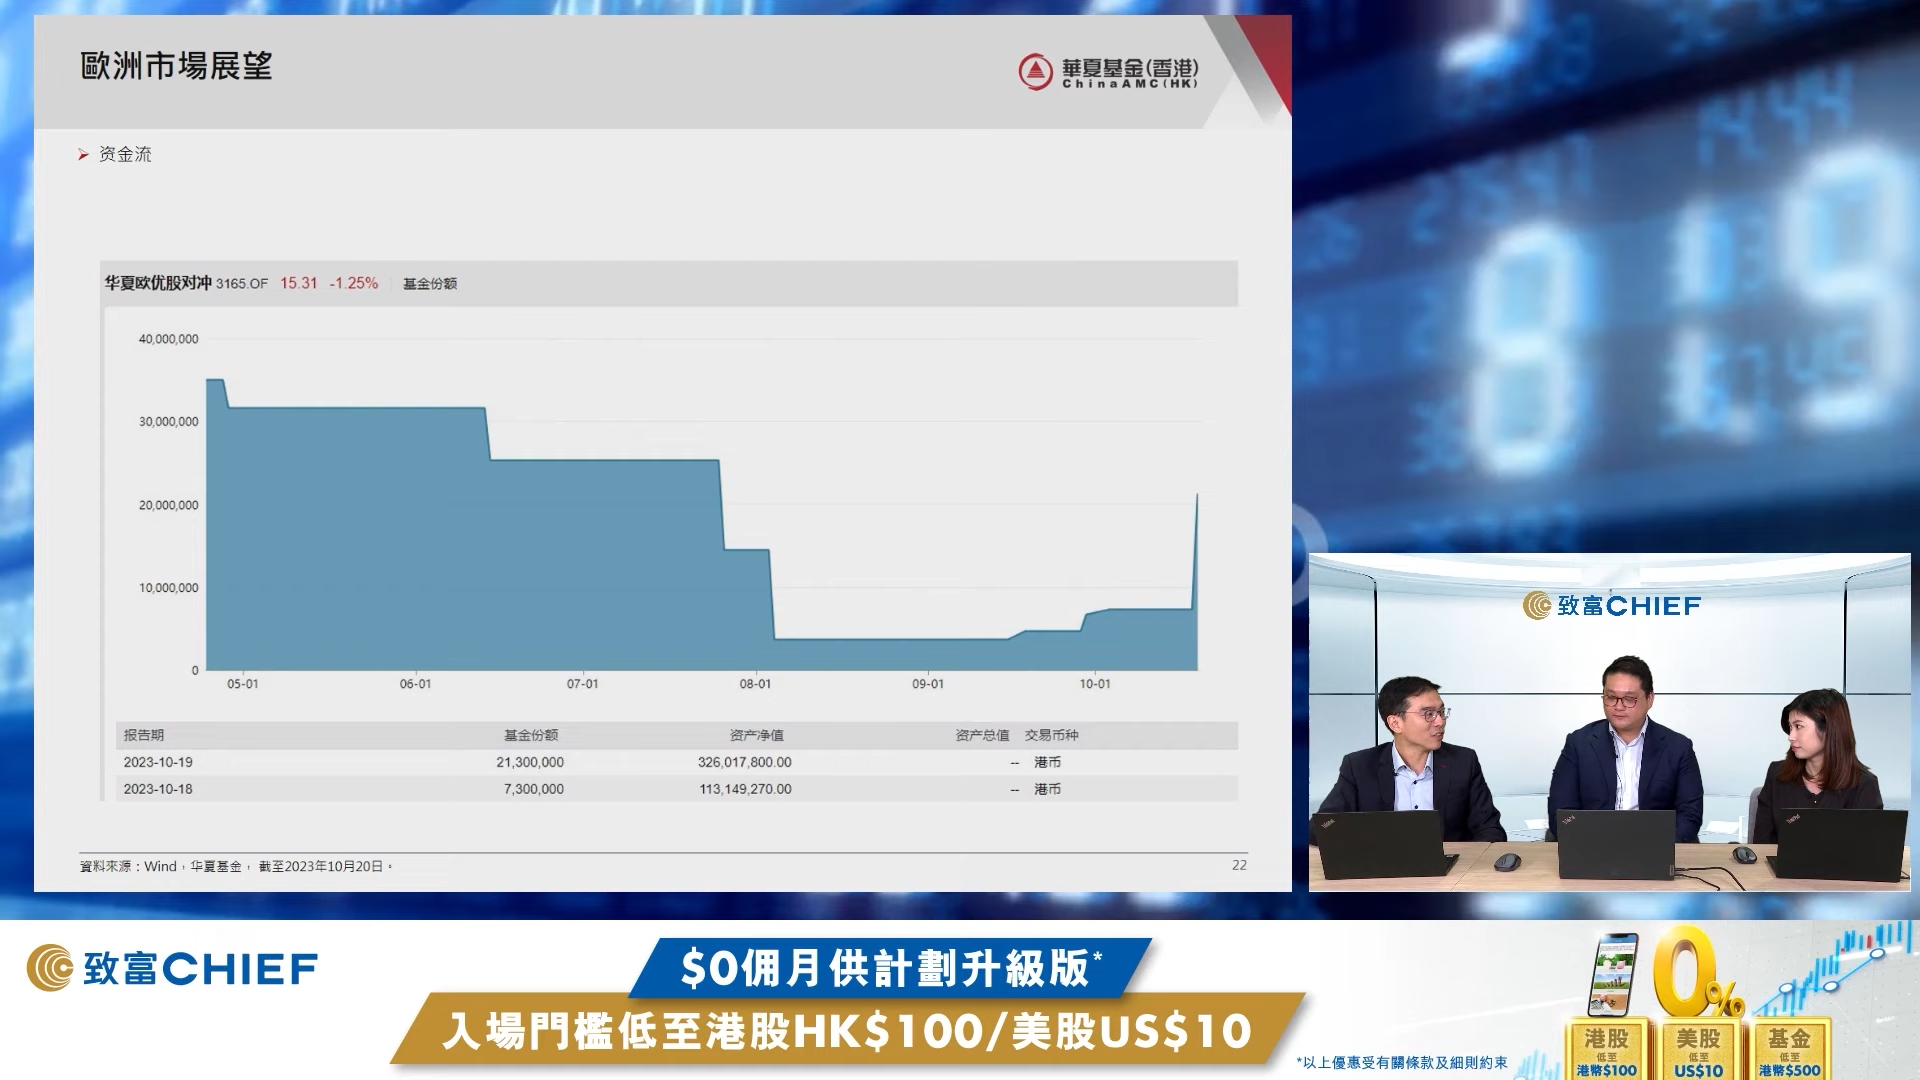 歐洲市場展望
華夏基金(香港)
ChinaAMC(HK)
➢ 资金流
华夏欧优股对冲 3165.OF 15.31 -1.25% 基金份额
40,000,000
30,000,000
20,000,000
10,000,000
0
05-01 06-01 07-01 08-01 09-01 10-01
报告期 基金份额 资产净值 资产总值 交易币种
2023-10-19 21,300,000 326,017,800.00 -- 港币
2023-10-18 7,300,000 113,149,270.00 -- 港币
資料來源：Wind，华夏基金， 截至2023年10月20日。
22
致富CHIEF
致富CHIEF
$0佣月供計劃升級版*
入場門檻低至港股HK$100/美股US$10
*以上優惠受有關條款及細則約束
0%
港股
低至
港幣$100
美股
低至
US$10
基金
低至
港幣$500